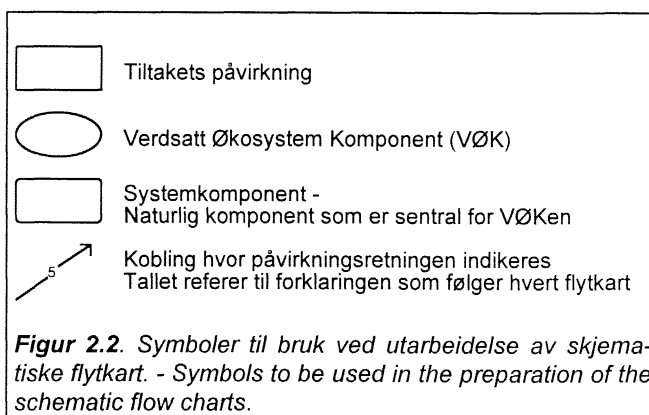 Tiltakets påvirkning
Verdsatt Økosystem Komponent (VØK)
Systemkomponent -
Naturlig komponent som er sentral for VØKen
5
Kobling hvor påvirkningsretningen indikeres
Tallet referer til forklaringen som følger hvert flytkart
Figur 2.2. Symboler til bruk ved utarbeidelse av skjema-
tiske flytkart. - Symbols to be used in the preparation of the
schematic flow charts.